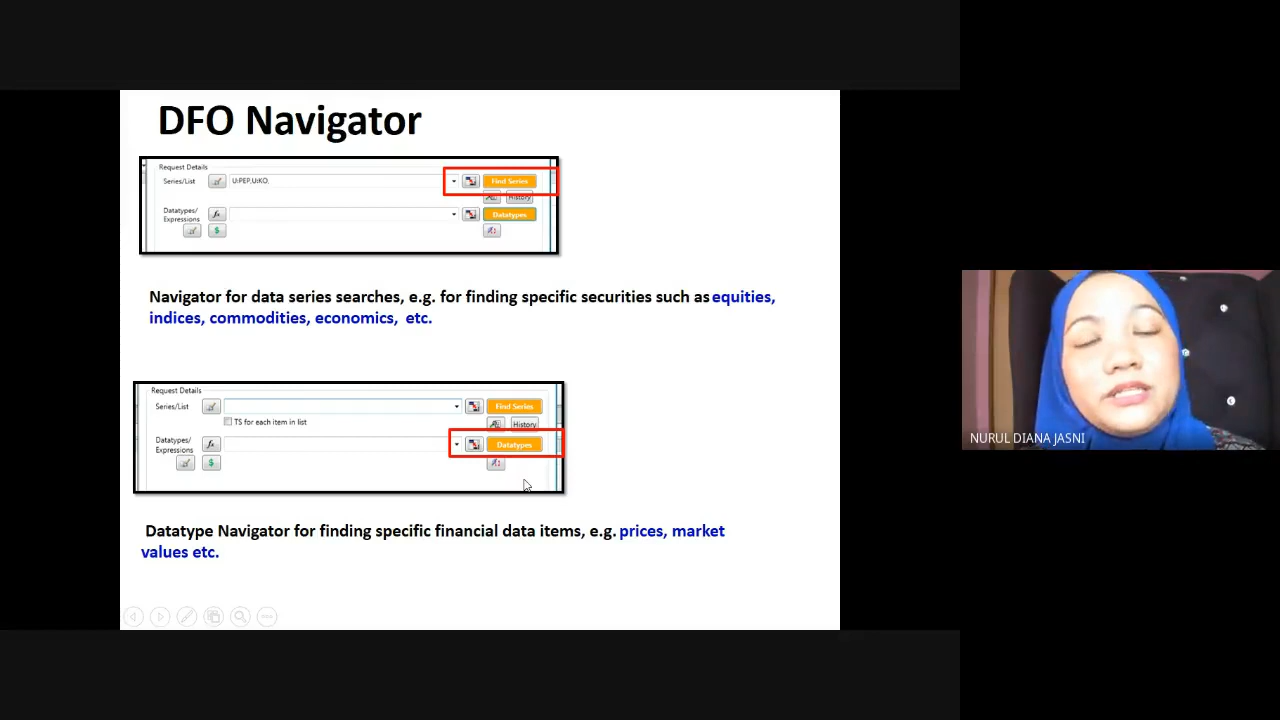 DFO Navigator
Request Details
Series/List U:PEP,U:KO, Find Series
History
Datatypes/ Datatypes
Expressions
$
Navigator for data series searches, e.g. for finding specific securities such as equities,
indices, commodities, economics, etc.
Request Details
Series/List Find Series
TS for each item in list
History
Datatypes/ Datatypes
Expressions
$
Datatype Navigator for finding specific financial data items, e.g. prices, market
values etc.
NURUL DIANA JASNI